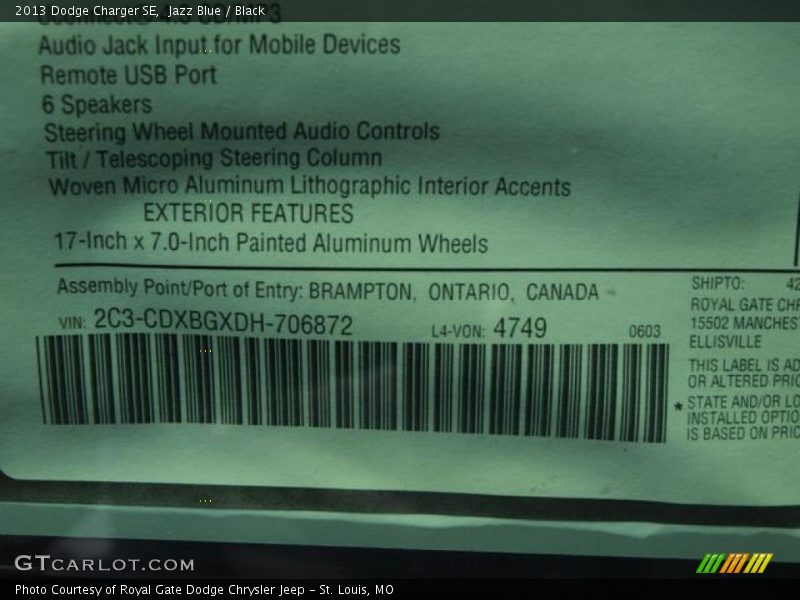 2013 Dodge Charger SE, Jazz Blue / Black
Audio Jack Input for Mobile Devices
Remote USB Port
6 Speakers
Steering Wheel Mounted Audio Controls
Tilt / Telescoping Steering Column
Woven Micro Aluminum Lithographic Interior Accents
EXTERIOR FEATURES
17-Inch x 7.0-Inch Painted Aluminum Wheels
Assembly Point/Port of Entry: BRAMPTON, ONTARIO, CANADA
VIN: 2C3-CDXBGXDH-706872 L4-VON: 4749 0603
SHIPTO: 42
ROYAL GATE CHR
15502 MANCHES
ELLISVILLE
THIS LABEL IS AD
OR ALTERED PRIO
* STATE AND/OR LO
INSTALLED OPTIO
IS BASED ON PRIC
GTCARLOT.COM
Photo Courtesy of Royal Gate Dodge Chrysler Jeep - St. Louis, MO